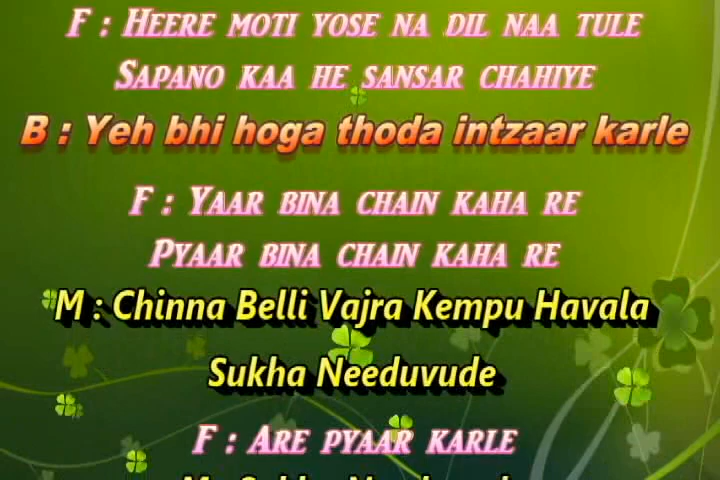 F : Heere moti yose na dil naa tule
Sapano kaa he sansar chahiye
B : Yeh bhi hoga thoda intzaar karle
F : Yaar bina chain kaha re
Pyaar bina chain kaha re
M : Chinna Belli Vajra Kempu Havala
Sukha Needuvude
F : Are pyaar karle